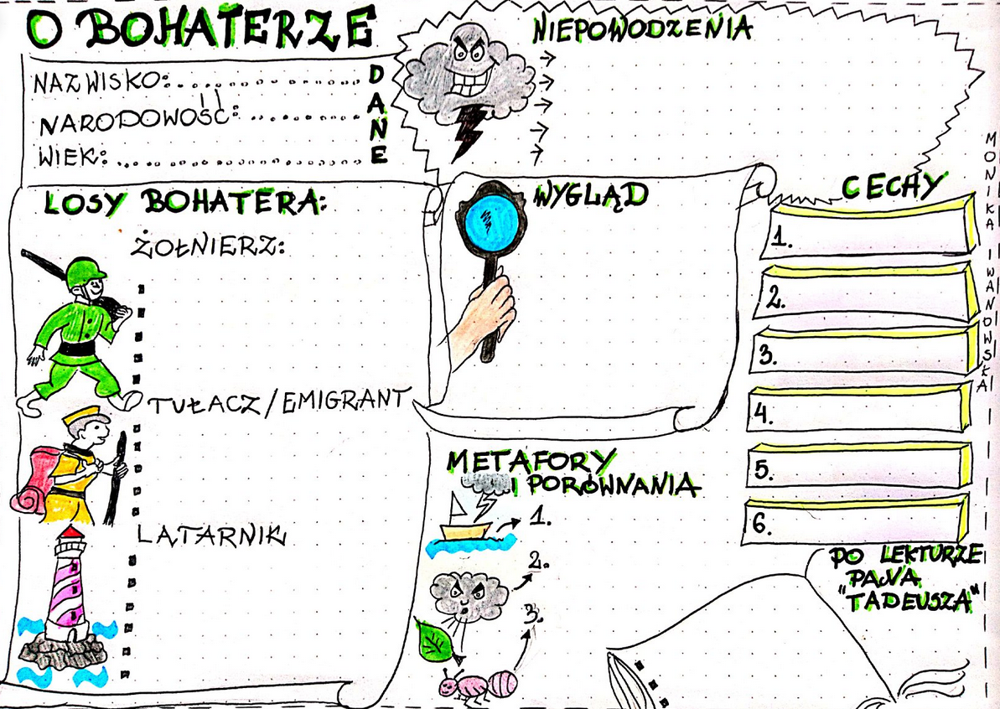 O BOHATERZE
NAZWISKO:
NARODOWOŚĆ:
WIEK:
DANE
NIEPOWODZENIA
LOSY BOHATERA:
ŻOŁNIERZ:
TUŁACZ/EMIGRANT
LATARNIK
WYGLĄD
METAFORY
I PORÓWNANIA
1.
2.
3.
CECHY
1.
2.
3.
4.
5.
6.
PO LEKTURZE
"PANA
TADEUSZA"
MONIKA IWANOWSKA